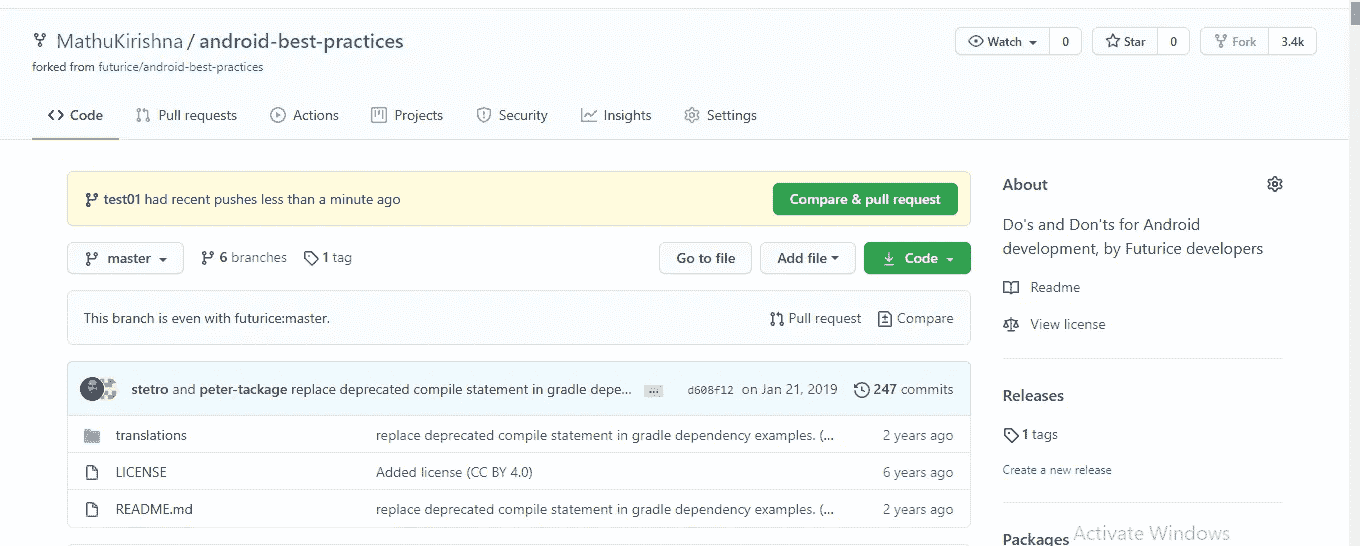 MathuKirishna / android-best-practices
Watch 0 Star 0 Fork 3.4k
forked from futurice/android-best-practices
Code Pull requests Actions Projects Security Insights Settings
test01 had recent pushes less than a minute ago Compare & pull request
master 6 branches 1 tag Go to file Add file Code
This branch is even with futurice:master. Pull request Compare
stetro and peter-tackage replace deprecated compile statement in gradle depe... ... d608f12 on Jan 21, 2019 247 commits
translations replace deprecated compile statement in gradle dependency examples. (... 2 years ago
LICENSE Added license (CC BY 4.0) 6 years ago
README.md replace deprecated compile statement in gradle dependency examples. (... 2 years ago
About
Do's and Don'ts for Android
development, by Futurice developers
Readme
View license
Releases
1 tags
Create a new release
Packages
Activate Windows